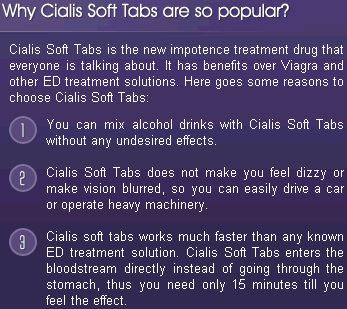 Why Cialis Soft Tabs are so popular?
Cialis Soft Tabs is the new impotence treatment drug that
everyone is talking about. It has benefits over Viagra and
other ED treatment solutions. Here goes some reasons to
choose Cialis Soft Tabs:
1 You can mix alcohol drinks with Cialis Soft Tabs
without any undesired effects.
2 Cialis Soft Tabs does not make you feel dizzy or
make vision blurred, so you can easily drive a car
or operate heavy machinery.
3 Cialis soft tabs works much faster than any known
ED treatment solution. Cialis Soft Tabs enters the
bloodstream directly instead of going through the
stomach, thus you need only 15 minutes till you
feel the effect.